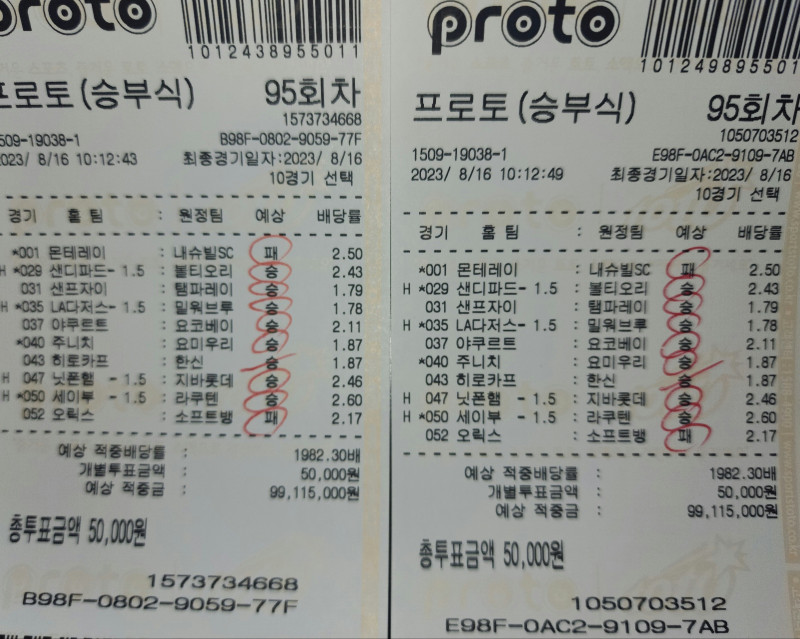 proto
1012438955011
프로토(승부식) 95회차
1573734668
1509-19038-1 B98F-0802-9059-77F
2023/ 8/16 10:12:43 최종경기일자:2023/ 8/16
10경기 선택
경기 홈 팀 : 원정팀 예상 배당률
*001 몬테레이 : 내슈빌SC 패 2.50
H *029 샌디파드- 1.5 : 볼티오리 승 2.43
031 샌프자이 : 탬파레이 승 1.79
H *035 LA다저스- 1.5 : 밀워브루 승 1.78
037 야쿠르트 : 요코베이 승 2.11
*040 주니치 : 요미우리 승 1.87
043 히로카프 : 한신 승 1.87
H 047 닛폰햄 - 1.5 : 지바롯데 승 2.46
H *050 세이부 - 1.5 : 라쿠텐 승 2.60
052 오릭스 : 소프트뱅 패 2.17
예상 적중배당률 : 1982.30배
개별투표금액 : 50,000원
예상 적중금 : 99,115,000원
총투표금액 50,000원
1573734668
B98F-0802-9059-77F
proto
101249895501
프로토(승부식) 95회차
1050703512
1509-19038-1 E98F-0AC2-9109-7AB
2023/ 8/16 10:12:49 최종경기일자:2023/ 8/16
10경기 선택
경기 홈 팀 : 원정팀 예상 배당률
*001 몬테레이 : 내슈빌SC 패 2.50
H *029 샌디파드- 1.5 : 볼티오리 승 2.43
031 샌프자이 : 탬파레이 승 1.79
H *035 LA다저스- 1.5 : 밀워브루 승 1.78
037 야쿠르트 : 요코베이 승 2.11
*040 주니치 : 요미우리 승 1.87
043 히로카프 : 한신 승 1.87
H 047 닛폰햄 - 1.5 : 지바롯데 승 2.46
H *050 세이부 - 1.5 : 라쿠텐 승 2.60
052 오릭스 : 소프트뱅 패 2.17
예상 적중배당률 : 1982.30배
개별투표금액 : 50,000원
예상 적중금 : 99,115,000원
총투표금액 50,000원
1050703512
E98F-0AC2-9109-7AB